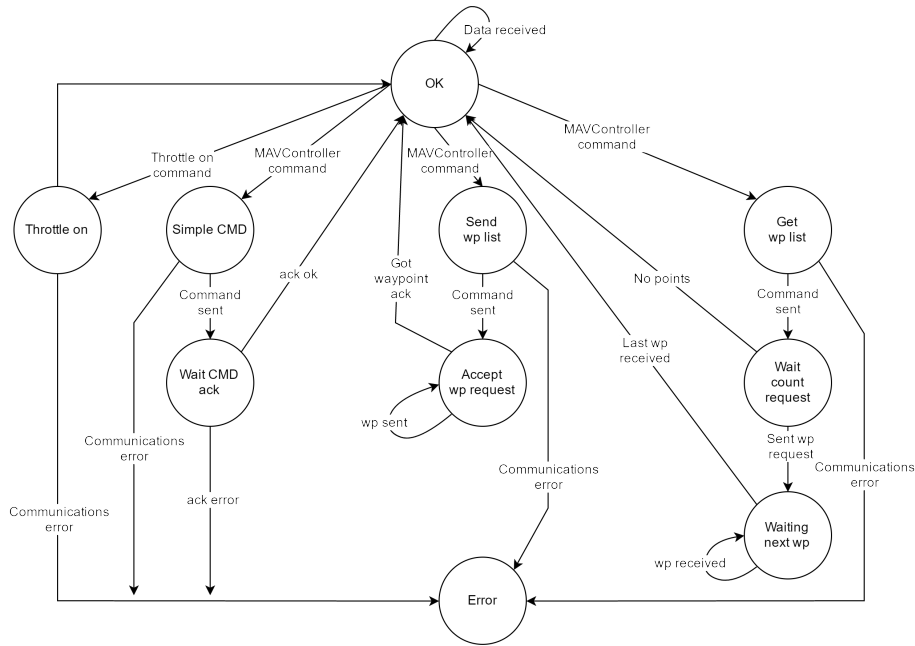 Data received
OK
MAVController
command
Throttle on
command
MAVController
command
MAVController
command
Throttle on
Simple CMD
Send
wp list
Get
wp list
ack ok
Got
waypoint
ack
No points
Command
sent
Command
sent
Command
sent
Last wp
received
Wait CMD
ack
Accept
wp request
Wait
count
request
wp sent
Communications
error
Sent wp
request
Communications
error
Communications
error
ack error
Communications
error
Waiting
next wp
wp received
Error